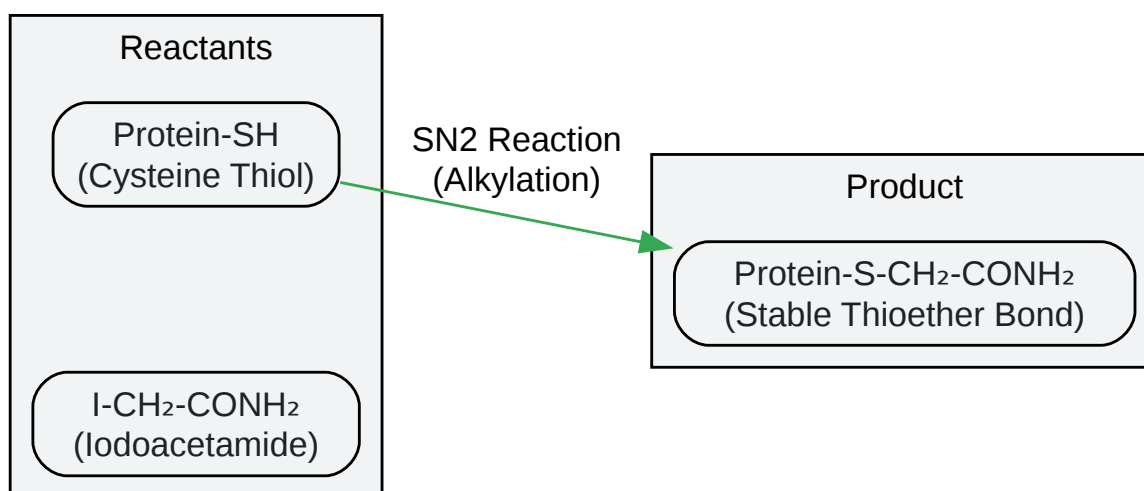 Reactants
Protein-SH
(Cysteine Thiol)
I-CH₂-CONH₂
(Iodoacetamide)
SN2 Reaction
(Alkylation)
Product
Protein-S-CH₂-CONH₂
(Stable Thioether Bond)